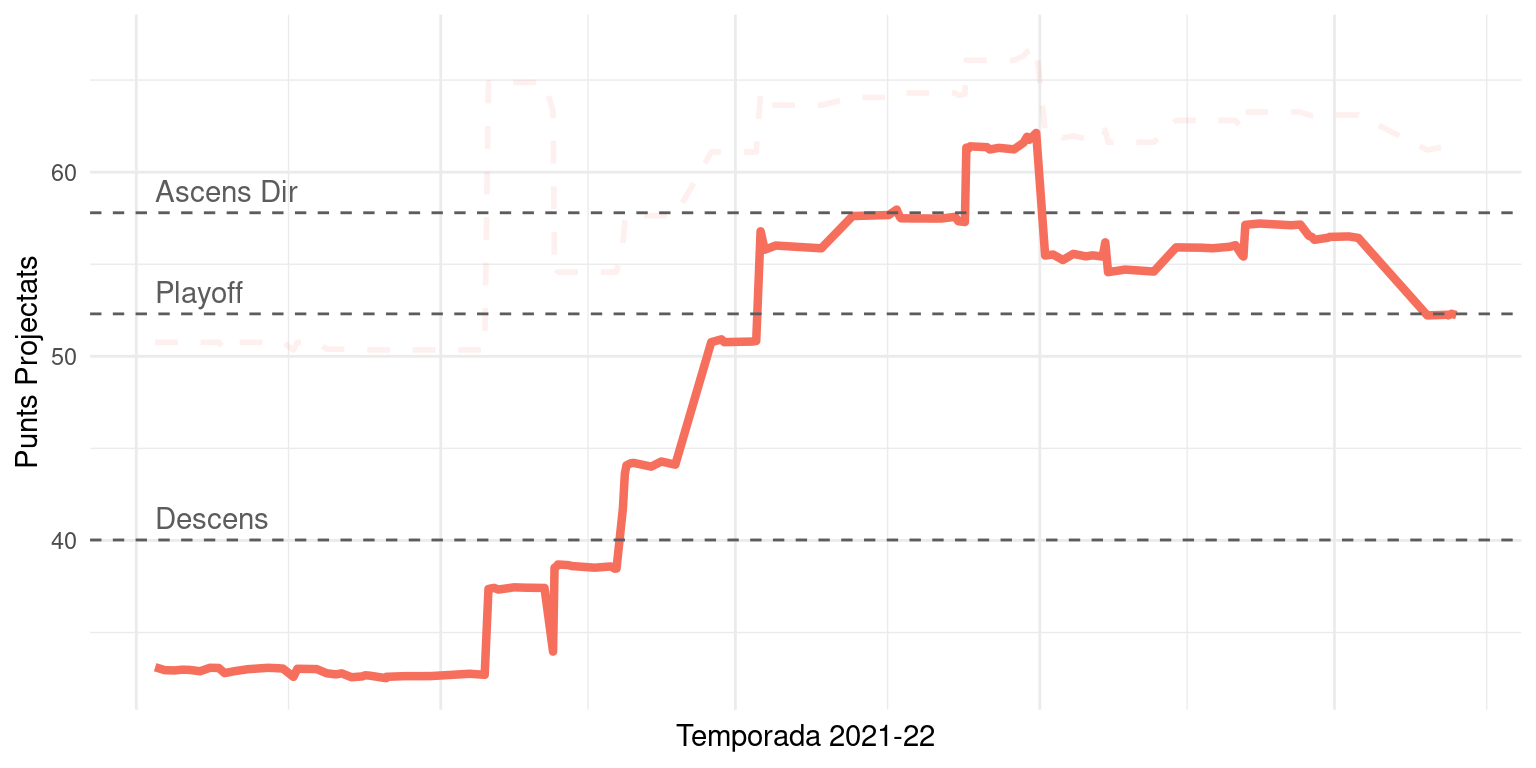 60
Ascens Dir
Playoff
50
Descens
40
Punts Projectats
Temporada 2021-22